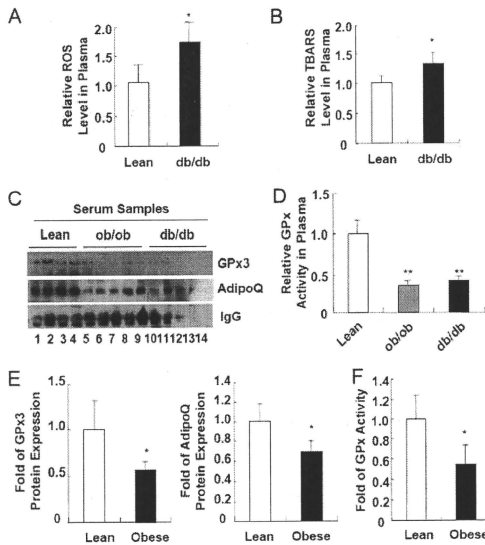 A
Relative ROS
Level in Plasma
2.0
1.5
1.0
0.5
0
*
Lean db/db
B
Relative TBARS
Level in Plasma
2.0
1.5
1.0
0.5
0
*
Lean db/db
C
Serum Samples
Lean ob/ob db/db
GPx3
AdipoQ
IgG
1 2 3 4 5 6 7 8 9 10 11 12 13 14
D
Relative GPx
Activity in Plasma
1.5
1.0
0.5
0
** **
Lean ob/ob db/db
E
Fold of GPx3
Protein Expression
1.5
1.0
0.5
0
*
Lean Obese
Fold of AdipoQ
Protein Expression
1.4
1.2
1.0
0.8
0.6
0.4
0.2
0
*
Lean Obese
F
Fold of GPx Activity
1.4
1.2
1.0
0.8
0.6
0.4
0.2
0
*
Lean Obese